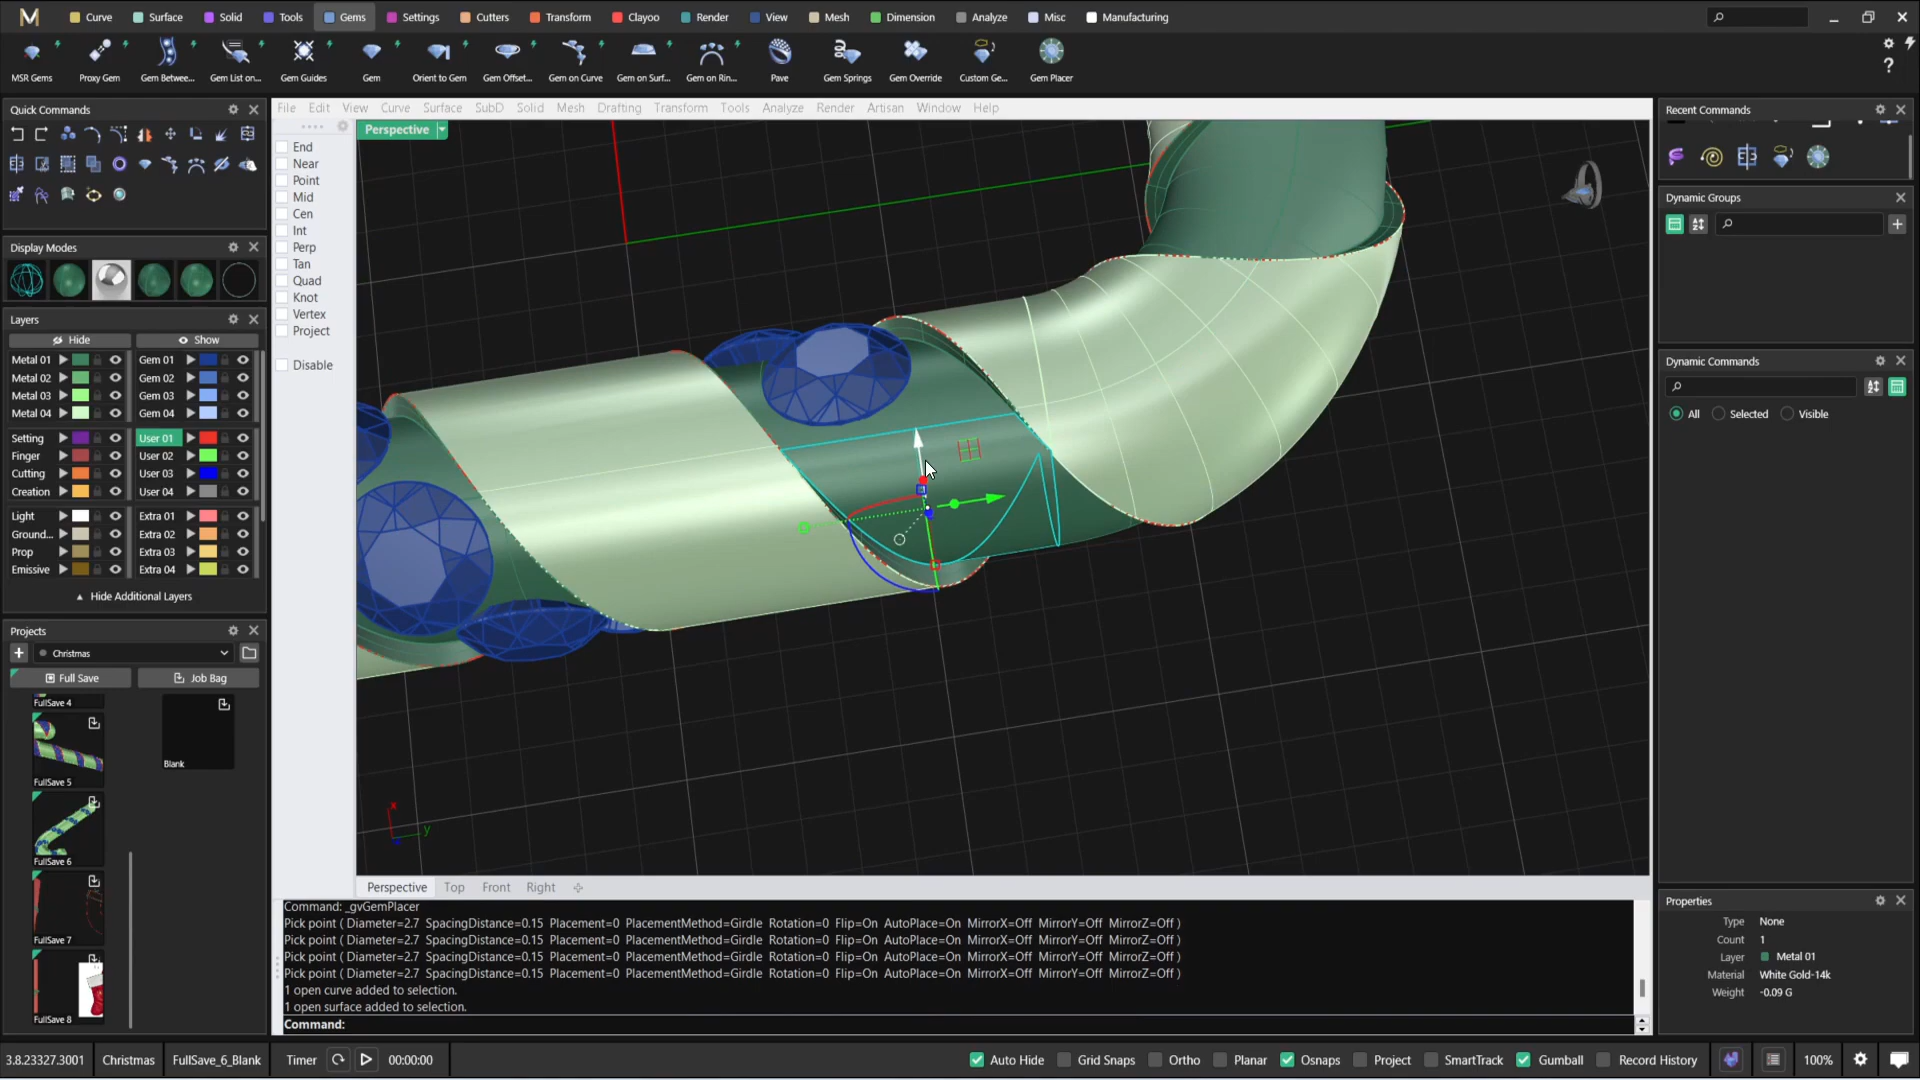 Curve Surface Solid Tools Gems Settings Cutters Transform Clayoo Render View Mesh Dimension Analyze Misc Manufacturing
MSR Gems Proxy Gem Gem Betwee... Gem List on... Gem Guides Gem Orient to Gem Gem Offset... Gem on Curve Gem on Surf... Gem on Rin... Pave Gem Springs Gem Override Custom Ge... Gem Placer
Quick Commands
File Edit View Curve Surface SubD Solid Mesh Drafting Transform Tools Analyze Render Artisan Window Help
Recent Commands
Perspective
End
Near
Point
Mid
Cen
Int
Perp
Tan
Quad
Knot
Vertex
Project
Disable
Dynamic Groups
Display Modes
Layers
Hide Show
Metal 01 Gem 01
Metal 02 Gem 02
Metal 03 Gem 03
Metal 04 Gem 04
Setting User 01
Finger User 02
Cutting User 03
Creation User 04
Light Extra 01
Ground... Extra 02
Prop Extra 03
Emissive Extra 04
Hide Additional Layers
Dynamic Commands
All Selected Visible
Projects
Christmas
Full Save Job Bag
FullSave 4
FullSave 5
Blank
FullSave 6
FullSave 7
FullSave 8
x
y
Perspective Top Front Right
Command: _gvGemPlacer
Pick point ( Diameter=2.7 SpacingDistance=0.15 Placement=0 PlacementMethod=Girdle Rotation=0 Flip=On AutoPlace=On MirrorX=Off MirrorY=Off MirrorZ=Off )
Pick point ( Diameter=2.7 SpacingDistance=0.15 Placement=0 PlacementMethod=Girdle Rotation=0 Flip=On AutoPlace=On MirrorX=Off MirrorY=Off MirrorZ=Off )
Pick point ( Diameter=2.7 SpacingDistance=0.15 Placement=0 PlacementMethod=Girdle Rotation=0 Flip=On AutoPlace=On MirrorX=Off MirrorY=Off MirrorZ=Off )
Pick point ( Diameter=2.7 SpacingDistance=0.15 Placement=0 PlacementMethod=Girdle Rotation=0 Flip=On AutoPlace=On MirrorX=Off MirrorY=Off MirrorZ=Off )
1 open curve added to selection.
1 open surface added to selection.
Command:
Properties
Type None
Count 1
Layer Metal 01
Material White Gold-14k
Weight -0.09 G
3.8.23327.3001 Christmas FullSave_6_Blank Timer 00:00:00 Auto Hide Grid Snaps Ortho Planar Osnaps Project SmartTrack Gumball Record History 100%